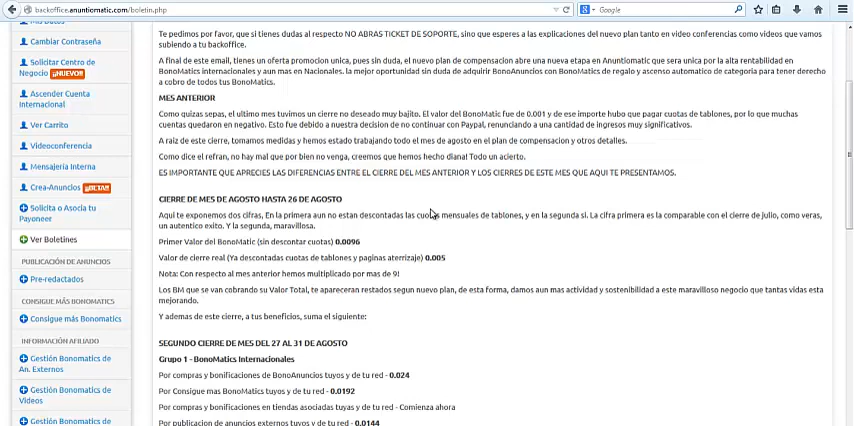 backoffice.anuntiomatic.com/boletin.php
Google
Mis Datos
Cambiar Contraseña
Solicitar Centro de
Negocio ¡¡NUEVO!!
Ascender Cuenta
Internacional
Ver Carrito
Videoconferencia
Mensajería Interna
Crea-Anuncios ¡¡BETA!!
Solicita o Asocia tu
Payoneer
Ver Boletines
PUBLICACIÓN DE ANUNCIOS
Pre-redactados
CONSIGUE MÁS BONOMATICS
Consigue más Bonomatics
INFORMACIÓN AFILIADO
Gestión Bonomatics de
An. Externos
Gestión Bonomatics de
Videos
Gestión Bonomatics de
Te pedimos por favor, que si tienes dudas al respecto NO ABRAS TICKET DE SOPORTE, sino que esperes a las explicaciones del nuevo plan tanto en video conferencias como videos que vamos
subiendo a tu backoffice.
A final de este email, tienes un oferta promocion unica, pues sin duda, el nuevo plan de compensacion abre una nueva etapa en Anuntiomatic que sera unica por la alta rentabilidad en
BonoMatics internacionales y aun mas en Nacionales. la mejor oportunidad sin duda de adquirir BonoAnuncios con BonoMatics de regalo y ascenso automatico de categoria para tener derecho
a cobro de todos tus BonoMatics.
MES ANTERIOR
Como quizas sepas, el ultimo mes tuvimos un cierre no deseado muy bajito. El valor del BonoMatic fue de 0.001 y de ese importe hubo que pagar cuotas de tablones, por lo que muchas
cuentas quedaron en negativo. Esto fue debido a nuestra decision de no continuar con Paypal, renunciando a una cantidad de ingresos muy significativos.
A raiz de este cierre, tomamos medidas y hemos estado trabajando todo el mes de agosto en el plan de compensacion y otros detalles.
Como dice el refran, no hay mal que por bien no venga, creemos que hemos hecho diana! Todo un acierto.
ES IMPORTANTE QUE APRECIES LAS DIFERENCIAS ENTRE EL CIERRE DEL MES ANTERIOR Y LOS CIERRES DE ESTE MES QUE AQUI TE PRESENTAMOS.
CIERRE DE MES DE AGOSTO HASTA 26 DE AGOSTO
Aqui te exponemos dos cifras, En la primera aun no estan descontadas las cuotas mensuales de tablones, y en la segunda si. La cifra primera es la comparable con el cierre de julio, como veras,
un autentico exito. Y la segunda, maravillosa.
Primer Valor del BonoMatic (sin descontar cuotas) 0.0096
Valor de cierre real (Ya descontadas cuotas de tablones y paginas aterrizaje) 0.005
Nota: Con respecto al mes anterior hemos multiplicado por mas de 9!
Los BM que se van cobrando su Valor Total, te apareceran restados segun nuevo plan, de esta forma, damos aun mas actividad y sostenibilidad a este maravilloso negocio que tantas vidas esta
mejorando.
Y ademas de este cierre, a tus beneficios, suma el siguiente:
SEGUNDO CIERRE DE MES DEL 27 AL 31 DE AGOSTO
Grupo 1 - BonoMatics Internacionales
Por compras y bonificaciones de BonoAnuncios tuyos y de tu red - 0.024
Por Consigue mas BonoMatics tuyos y de tu red - 0.0192
Por compras y bonificaciones en tiendas asociadas tuyas y de tu red - Comienza ahora
Por publicacion de anuncios externos tuyos y de tu red - 0.0144